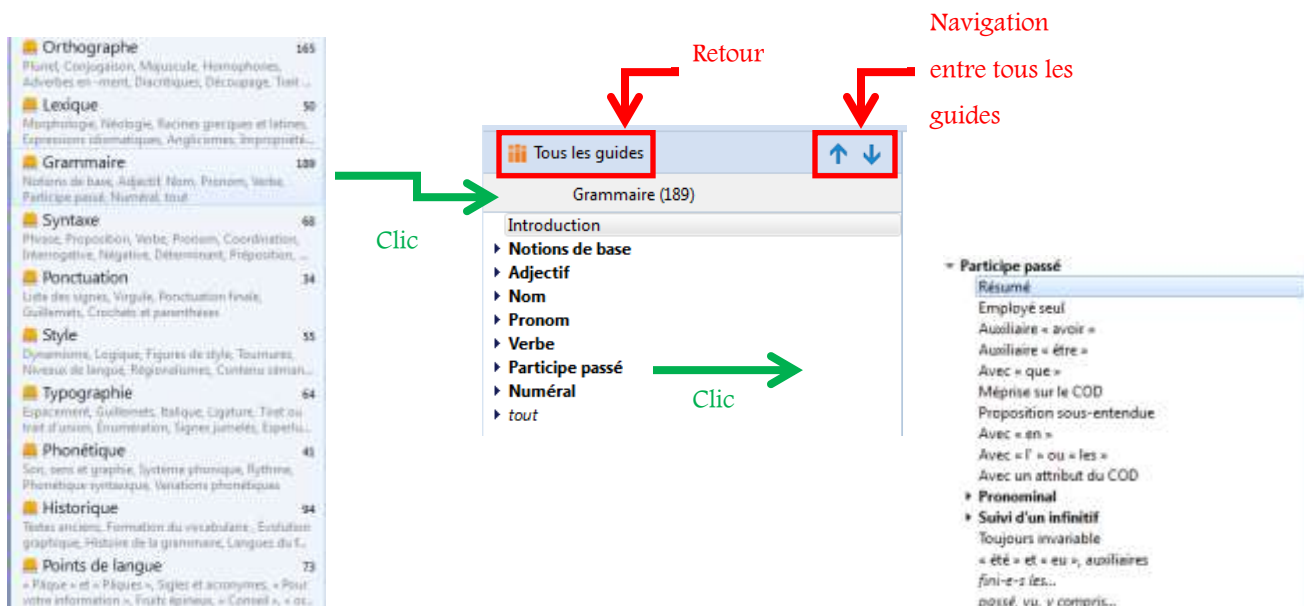 Orthographe 165
Pluriel, Conjugaison, Majuscule, Homophones,
Adverbes en -ment, Diacritiques, Découpage, Trait ...
Lexique 50
Morphologie, Néologie, Racines grecques et latines,
Expressions idiomatiques, Anglicismes, Impropriété...
Grammaire 189
Notions de base, Adjectif, Nom, Pronom, Verbe,
Participe passé, Numéral, tout
Syntaxe 68
Phrase, Proposition, Verbe, Pronom, Coordination,
Interrogative, Négative, Déterminant, Préposition, ...
Ponctuation 34
Liste des signes, Virgule, Ponctuation finale,
Guillemets, Crochets et parenthèses
Style 55
Dynamisme, Logique, Figures de style, Tournures,
Niveaux de langue, Régionalismes, Contenu séman...
Typographie 64
Espacement, Guillemets, Italique, Ligature, Tiret ou
trait d'union, Énumération, Signes jumelés, Espertu...
Phonétique 41
Son, sens et graphie, Système phonique, Rythme,
Phonétique syntaxique, Variations phonétiques
Historique 94
Textes anciens, Formation du vocabulaire, Évolution
graphique, Histoire de la grammaire, Langues du f...
Points de langue 73
« Pâque » et « Pâques », Sigles et acronymes, « Pour
votre information », Fruits épineux, « Conseil », « os...
Clic
Retour
Navigation
entre tous les
guides
Tous les guides
Grammaire (189)
Introduction
Notions de base
Adjectif
Nom
Pronom
Verbe
Participe passé
Numéral
tout
Clic
Participe passé
Résumé
Employé seul
Auxiliaire « avoir »
Auxiliaire « être »
Avec « que »
Méprise sur le COD
Proposition sous-entendue
Avec « en »
Avec « l' » ou « les »
Avec un attribut du COD
Pronominal
Suivi d'un infinitif
Toujours invariable
« été » et « eu », auxiliaires
fini-e-s les...
passé, vu, y compris...